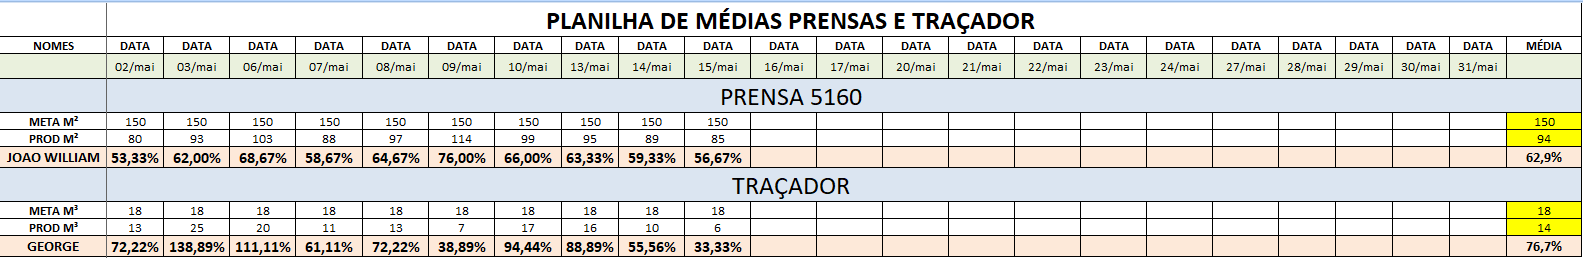 PLANILHA DE MÉDIAS PRENSAS E TRAÇADOR
NOMES DATA DATA DATA DATA DATA DATA DATA DATA DATA DATA DATA DATA DATA DATA DATA DATA DATA DATA DATA DATA DATA DATA MÉDIA
02/mai 03/mai 06/mai 07/mai 08/mai 09/mai 10/mai 13/mai 14/mai 15/mai 16/mai 17/mai 20/mai 21/mai 22/mai 23/mai 24/mai 27/mai 28/mai 29/mai 30/mai 31/mai
PRENSA 5160
META M² 150 150 150 150 150 150 150 150 150 150 150
PROD M² 80 93 103 88 97 114 99 95 89 85 94
JOAO WILLIAM 53,33% 62,00% 68,67% 58,67% 64,67% 76,00% 66,00% 63,33% 59,33% 56,67% 62,9%
TRAÇADOR
META M³ 18 18 18 18 18 18 18 18 18 18 18
PROD M³ 13 25 20 11 13 7 17 16 10 6 14
GEORGE 72,22% 138,89% 111,11% 61,11% 72,22% 38,89% 94,44% 88,89% 55,56% 33,33% 76,7%